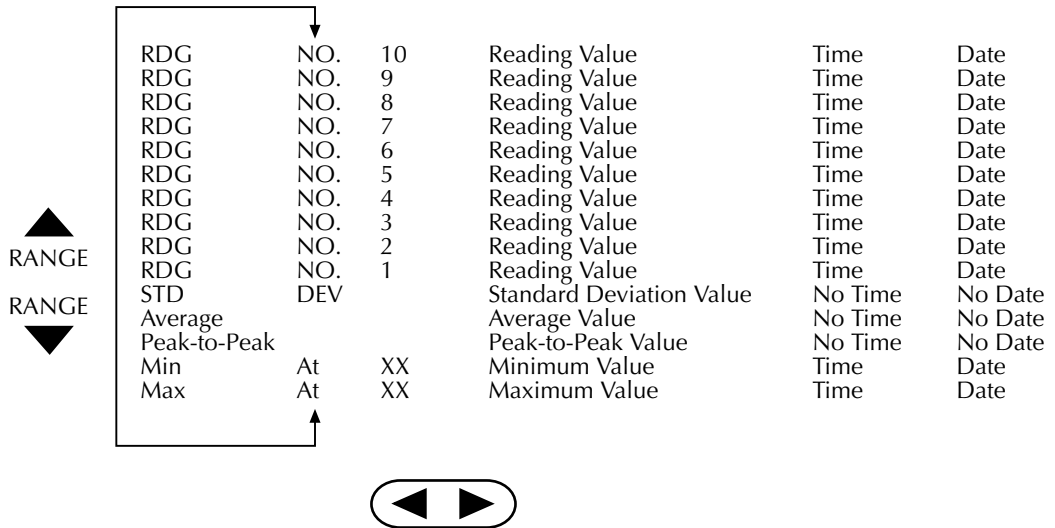 RDG NO. 10 Reading Value Time Date
RDG NO. 9 Reading Value Time Date
RDG NO. 8 Reading Value Time Date
RDG NO. 7 Reading Value Time Date
RDG NO. 6 Reading Value Time Date
RDG NO. 5 Reading Value Time Date
RDG NO. 4 Reading Value Time Date
RDG NO. 3 Reading Value Time Date
RDG NO. 2 Reading Value Time Date
RANGE
RDG NO. 1 Reading Value Time Date
STD DEV Standard Deviation Value No Time No Date
RANGE
Average Average Value No Time No Date
Peak-to-Peak Peak-to-Peak Value No Time No Date
Min At XX Minimum Value Time Date
Max At XX Maximum Value Time Date